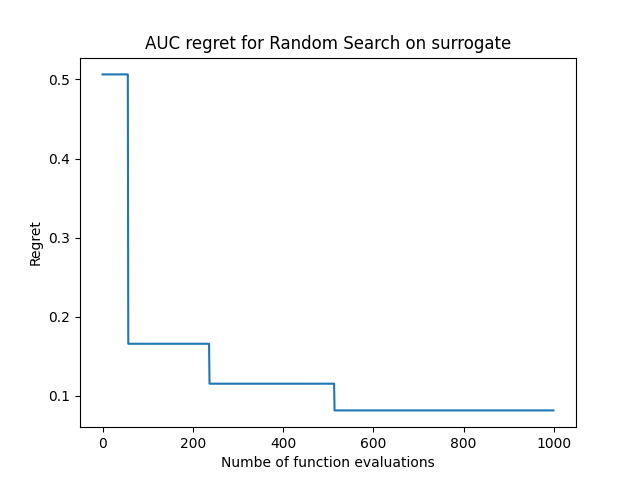 AUC regret for Random Search on surrogate
0.5
0.4
0.3
0.2
0.1
Regret
0 200 400 600 800 1000
Numbe of function evaluations